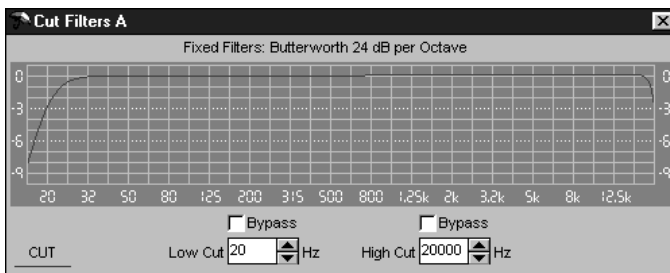 Cut Filters A
Fixed Filters: Butterworth 24 dB per Octave
0 0
-3 -3
-6 -6
-9 -9
20 32 50 80 125 200 315 500 800 1.25k 2k 3.2k 5k 8k 12.5k
Bypass Bypass
CUT Low Cut 20 Hz High Cut 20000 Hz